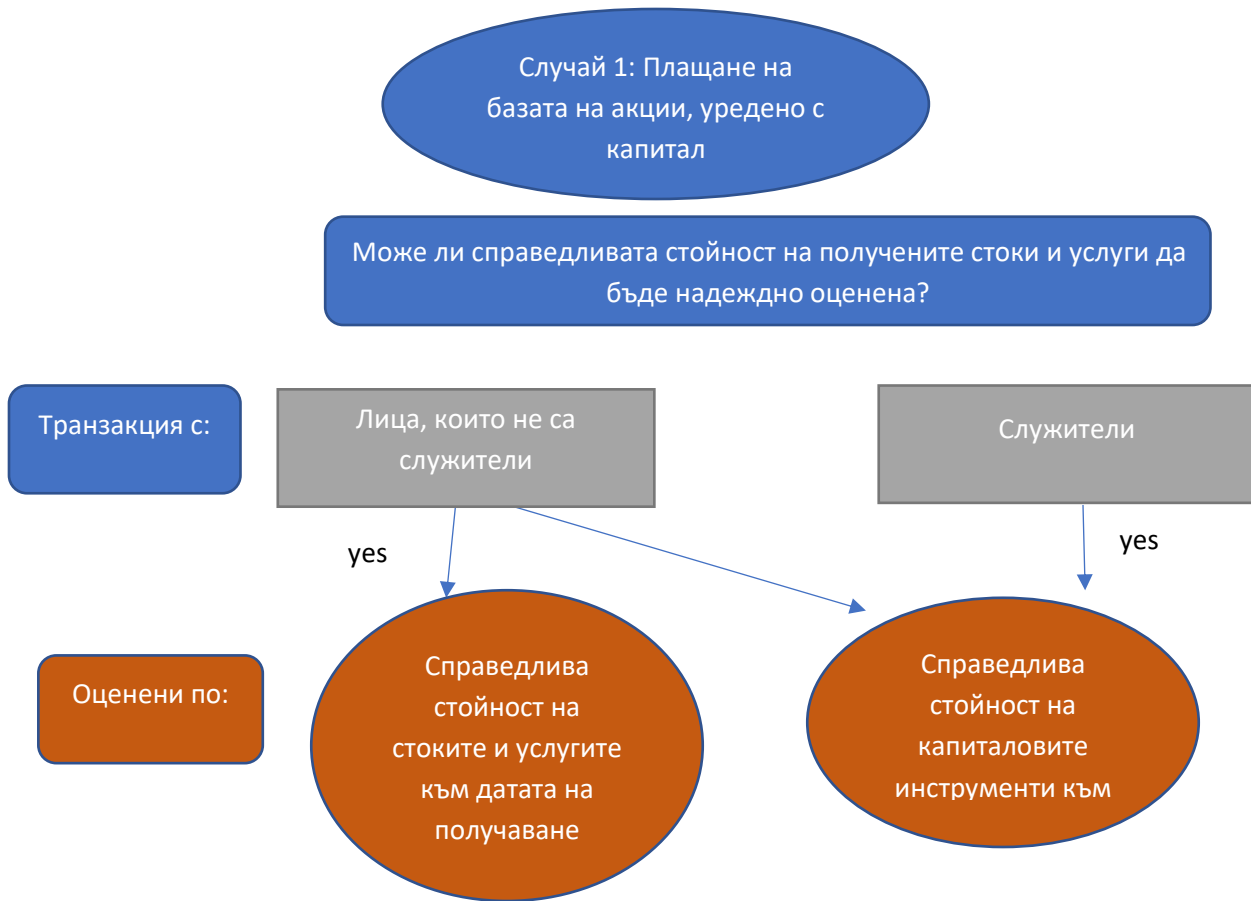 Случай 1: Плащане на
базата на акции, уредено с
капитал
Може ли справедливата стойност на получените стоки и услуги да
бъде надеждно оценена?
Транзакция с:
Лица, които не са
служители
Служители
yes
yes
Оценени по:
Справедлива
стойност на
стоките и услугите
към датата на
получаване
Справедлива
стойност на
капиталовите
инструменти към